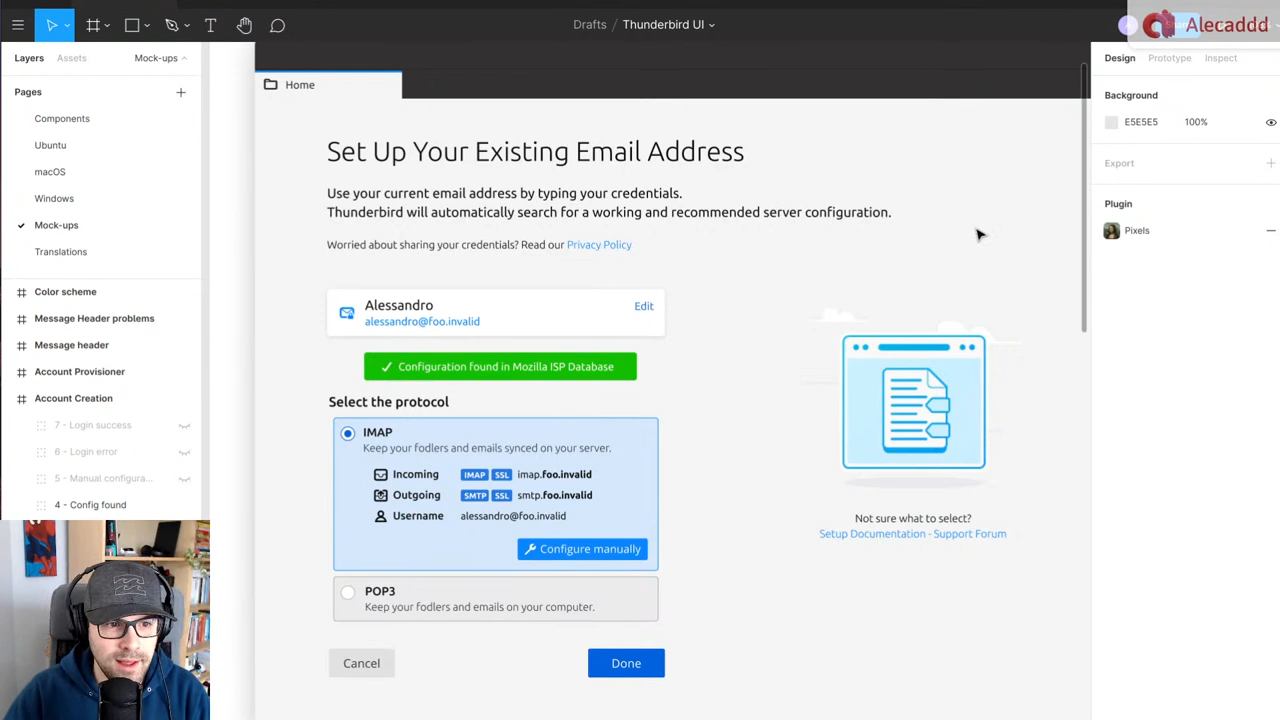 Drafts / Thunderbird UI
Alecaddd
Layers Assets Mock-ups
Design Prototype Inspect
Pages
Background
Components
E5E5E5 100%
Ubuntu
macOS
Export
Windows
Plugin
Mock-ups
Pixels
Translations
Color scheme
Message Header problems
Message header
Account Provisioner
Account Creation
7 - Login success
6 - Login error
5 - Manual configura...
4 - Config found
Home
Set Up Your Existing Email Address
Use your current email address by typing your credentials.
Thunderbird will automatically search for a working and recommended server configuration.
Worried about sharing your credentials? Read our Privacy Policy
Alessandro
Edit
alessandro@foo.invalid
Configuration found in Mozilla ISP Database
Select the protocol
IMAP
Keep your fodlers and emails synced on your server.
Incoming IMAP SSL imap.foo.invalid
Outgoing SMTP SSL smtp.foo.invalid
Username alessandro@foo.invalid
Configure manually
POP3
Keep your fodlers and emails on your computer.
Cancel
Done
Not sure what to select?
Setup Documentation - Support Forum